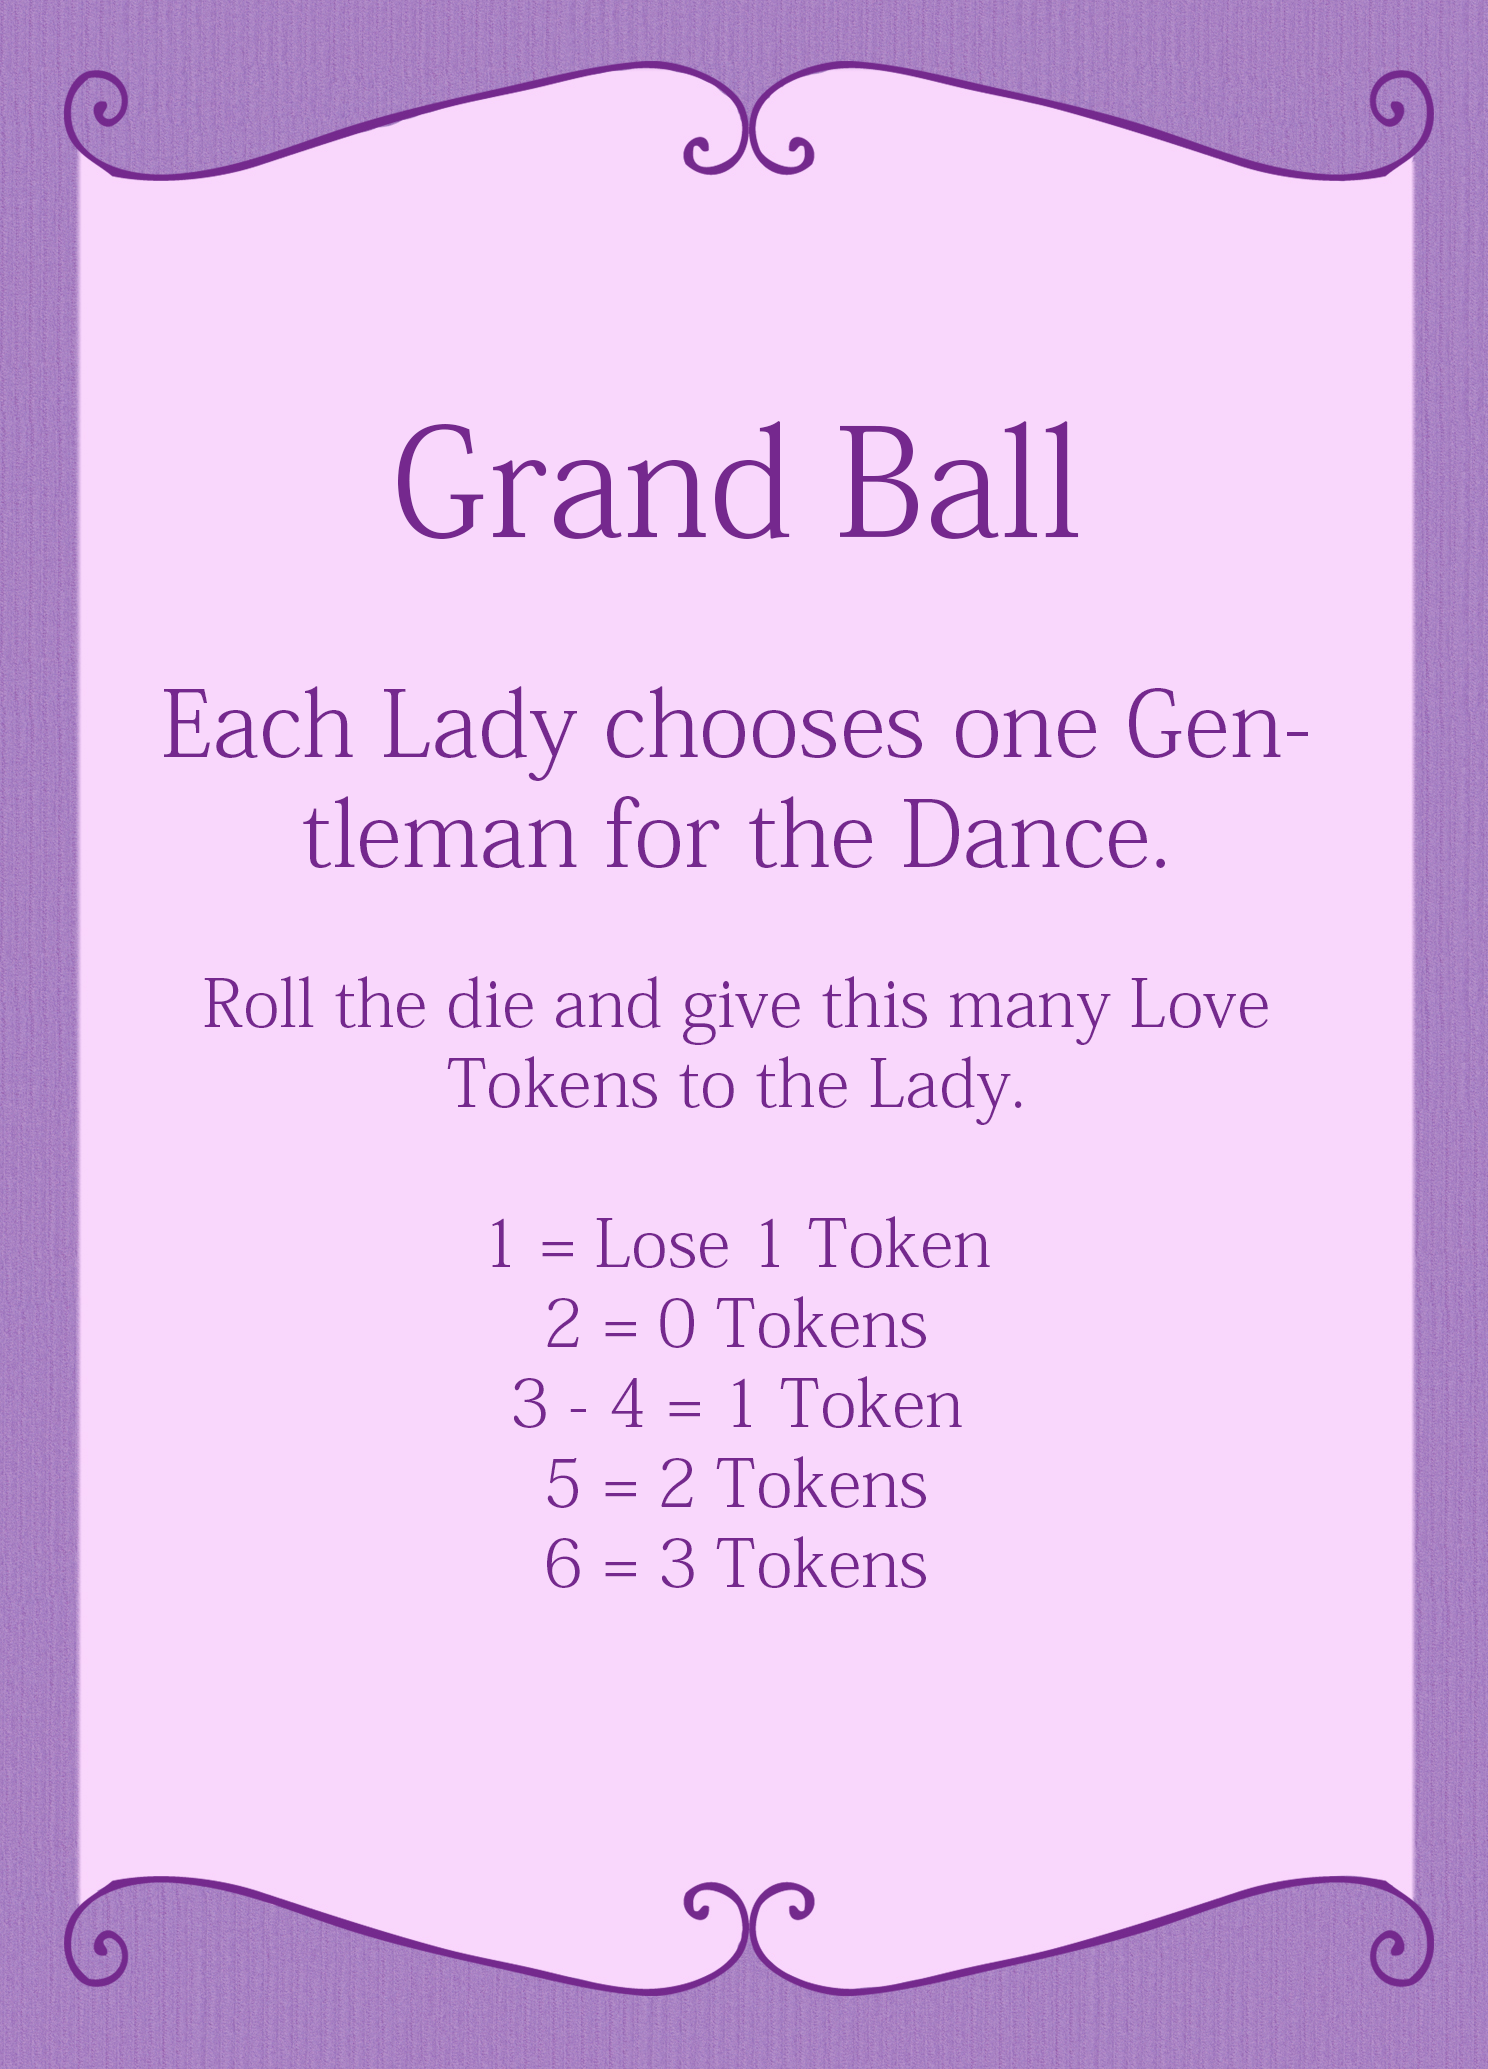 Grand Ball
Each Lady chooses one Gen-
tleman for the Dance.
Roll the die and give this many Love
Tokens to the Lady.
1 = Lose 1 Token
2 = 0 Tokens
3 - 4 = 1 Token
5 = 2 Tokens
6 = 3 Tokens